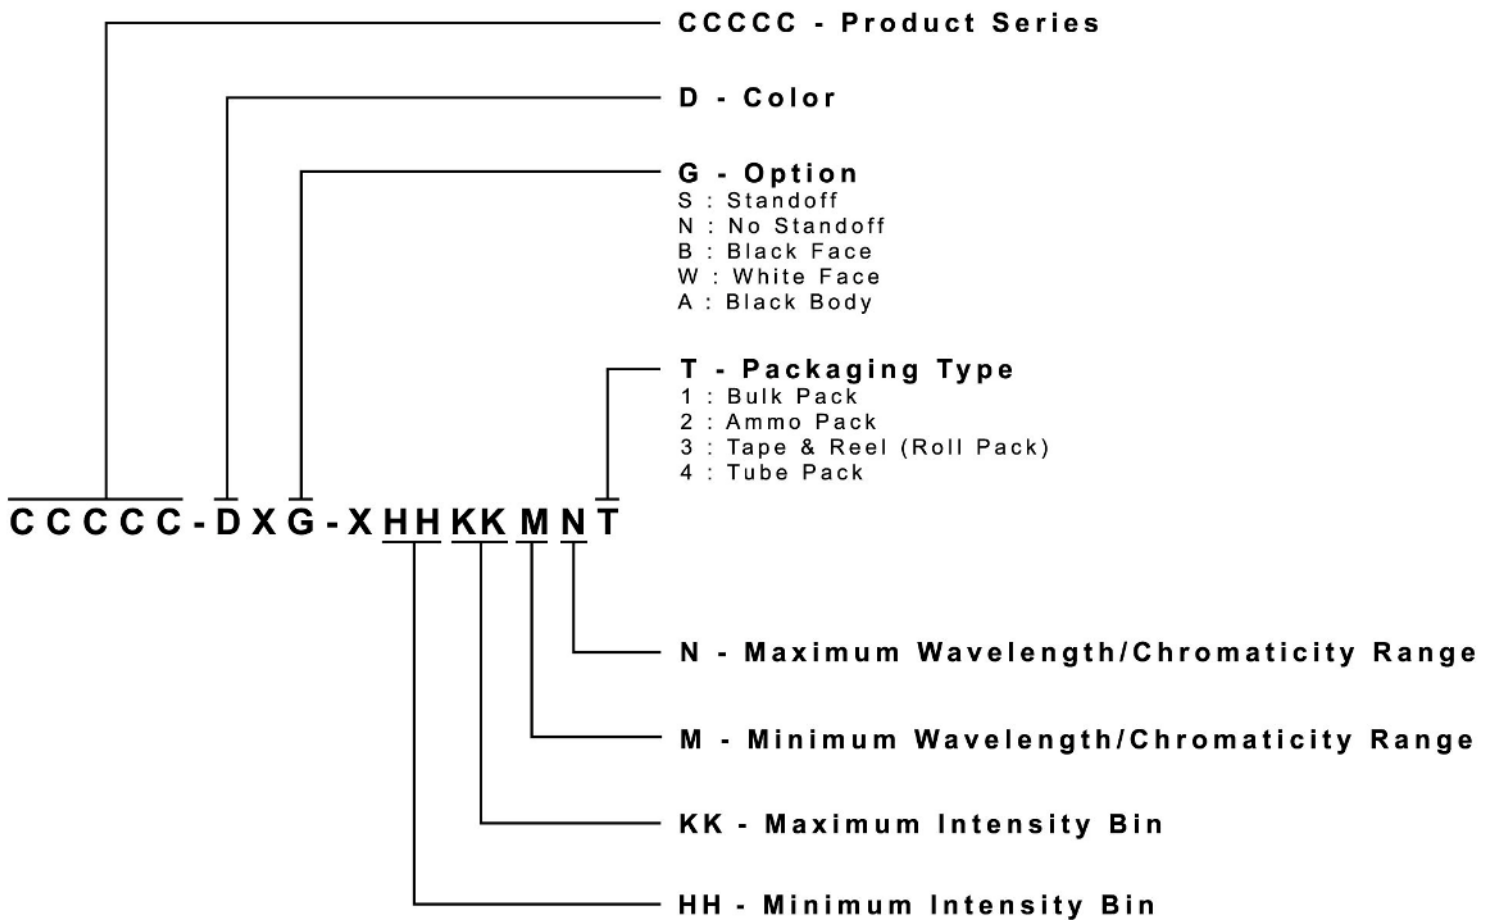 CCCCC - Product Series
D - Color
G - Option
S : Standoff
N : No Standoff
B : Black Face
W : White Face
A : Black Body
T - Packaging Type
1 : Bulk Pack
2 : Ammo Pack
3 : Tape & Reel (Roll Pack)
4 : Tube Pack
CCCCC-DXG-XHHKKMNT
N - Maximum Wavelength/Chromaticity Range
M - Minimum Wavelength/Chromaticity Range
KK - Maximum Intensity Bin
HH - Minimum Intensity Bin